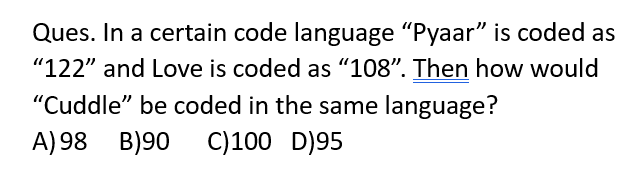 Ques. In a certain code language “Pyaar” is coded as
“122” and Love is coded as “108”. Then how would
“Cuddle” be coded in the same language?
A) 98 B)90 C)100 D)95